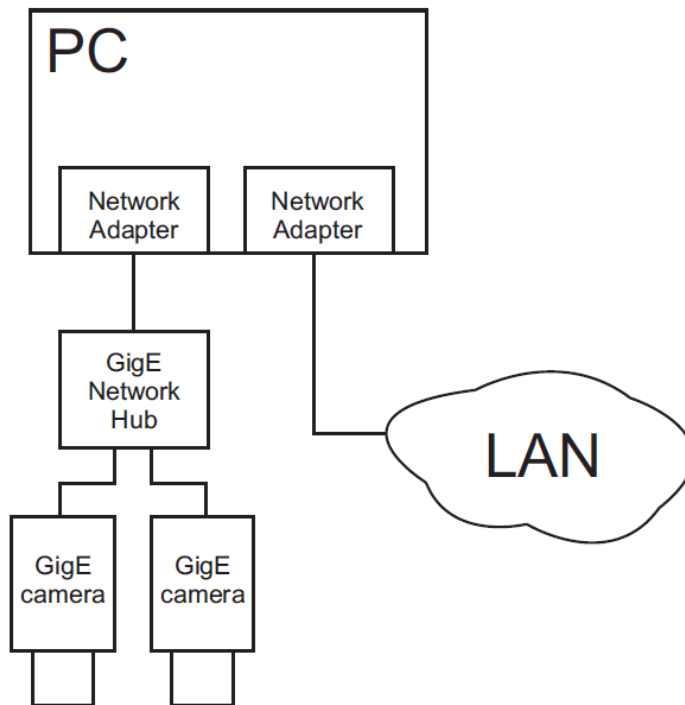 PC
Network
Adapter
Network
Adapter
GigE
Network
Hub
LAN
GigE
camera
GigE
camera